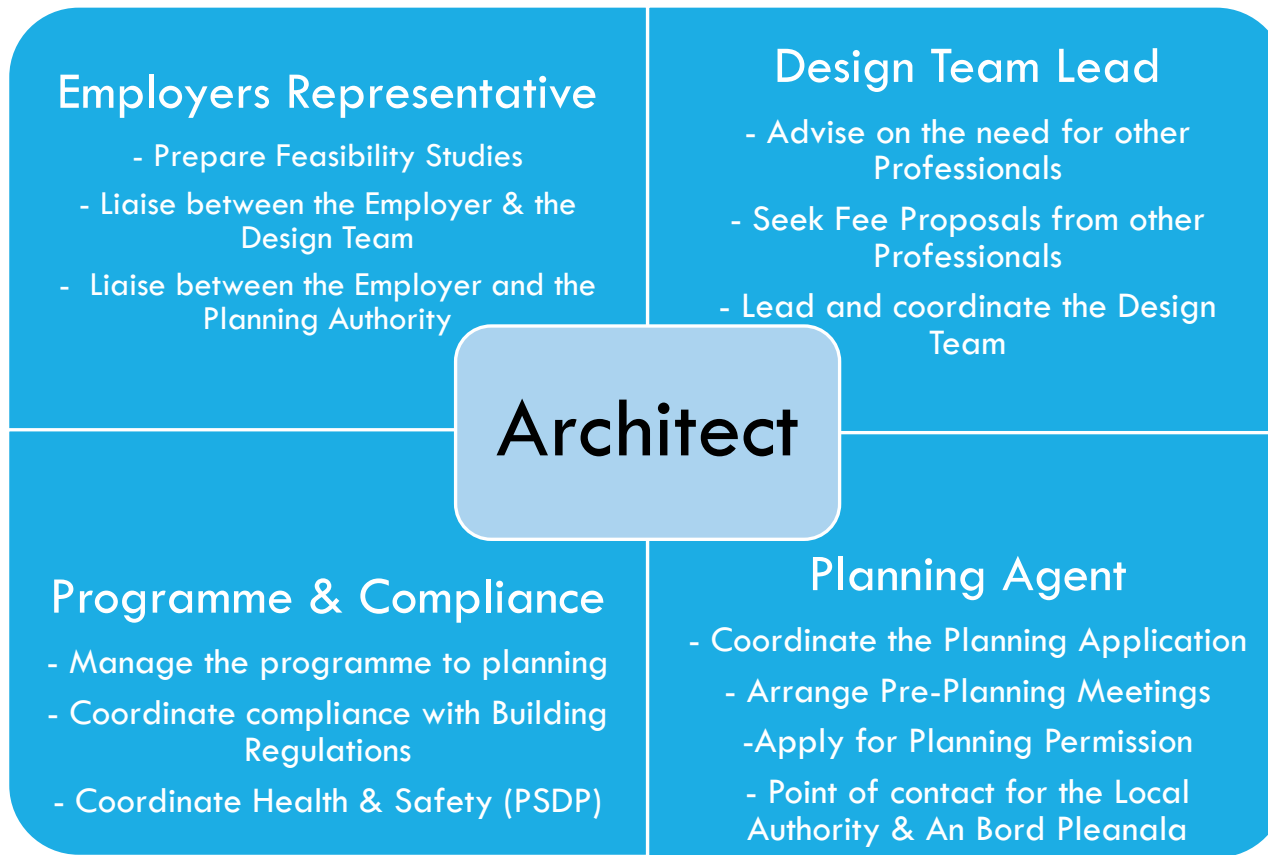 Employers Representative
- Prepare Feasibility Studies
- Liaise between the Employer & the
Design Team
- Liaise between the Employer and the
Planning Authority
Design Team Lead
- Advise on the need for other
Professionals
- Seek Fee Proposals from other
Professionals
- Lead and coordinate the Design
Team
Architect
Programme & Compliance
- Manage the programme to planning
- Coordinate compliance with Building
Regulations
- Coordinate Health & Safety (PSDP)
Planning Agent
- Coordinate the Planning Application
- Arrange Pre-Planning Meetings
-Apply for Planning Permission
- Point of contact for the Local
Authority & An Bord Pleanala